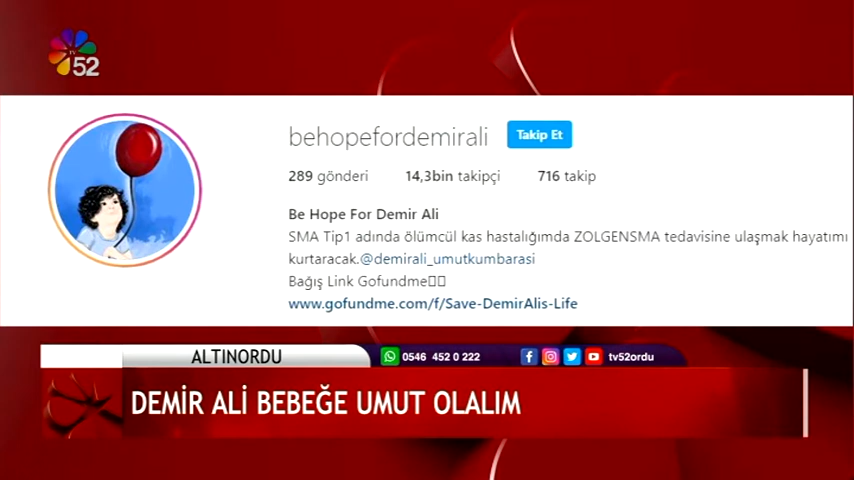 TV
52
behopefordemirali
Takip Et
289 gönderi 14,3bin takipçi 716 takip
Be Hope For Demir Ali
SMA Tip1 adında ölümcül kas hastalığımda ZOLGENSMA tedavisine ulaşmak hayatımı
kurtaracak.@demirali_umutkumbarasi
Bağış Link Gofundme
www.gofundme.com/f/Save-DemirAlis-Life
ALTINORDU
0546 452 0 222
tv52ordu
DEMİR ALİ BEBEĞE UMUT OLALIM